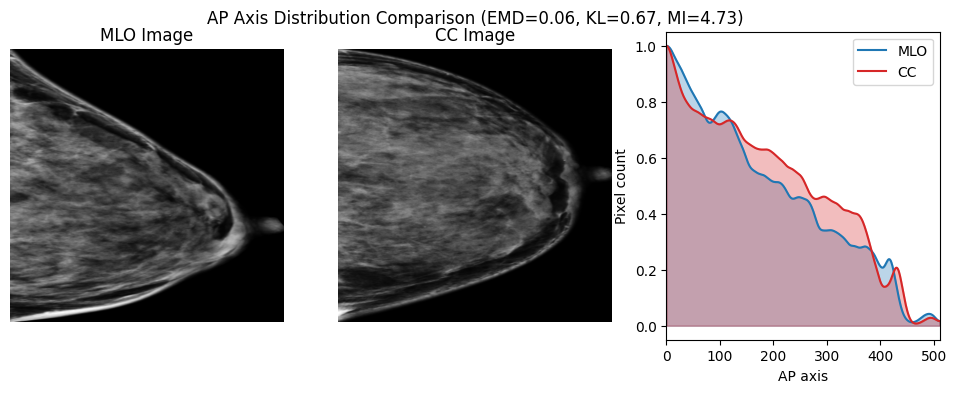 AP Axis Distribution Comparison (EMD=0.06, KL=0.67, MI=4.73)
MLO Image
CC Image
MLO
CC
1.0
0.8
0.6
0.4
0.2
0.0
Pixel count
0 100 200 300 400 500
AP axis